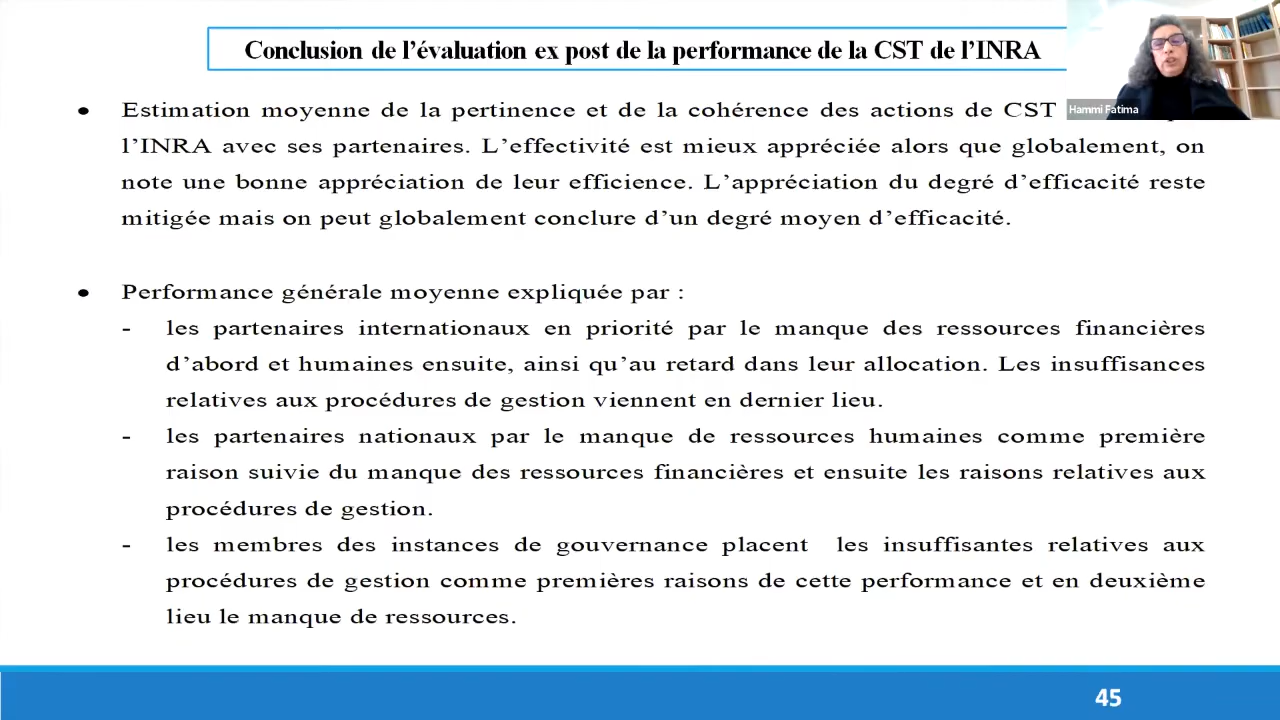 Conclusion de l’évaluation ex post de la performance de la CST de l’INRA
Hammi Fatima
• Estimation moyenne de la pertinence et de la cohérence des actions de CST
l’INRA avec ses partenaires. L’effectivité est mieux appréciée alors que globalement, on
note une bonne appréciation de leur efficience. L’appréciation du degré d’efficacité reste
mitigée mais on peut globalement conclure d’un degré moyen d’efficacité.
• Performance générale moyenne expliquée par :
- les partenaires internationaux en priorité par le manque des ressources financières
d’abord et humaines ensuite, ainsi qu’au retard dans leur allocation. Les insuffisances
relatives aux procédures de gestion viennent en dernier lieu.
- les partenaires nationaux par le manque de ressources humaines comme première
raison suivie du manque des ressources financières et ensuite les raisons relatives aux
procédures de gestion.
- les membres des instances de gouvernance placent les insuffisantes relatives aux
procédures de gestion comme premières raisons de cette performance et en deuxième
lieu le manque de ressources.
45